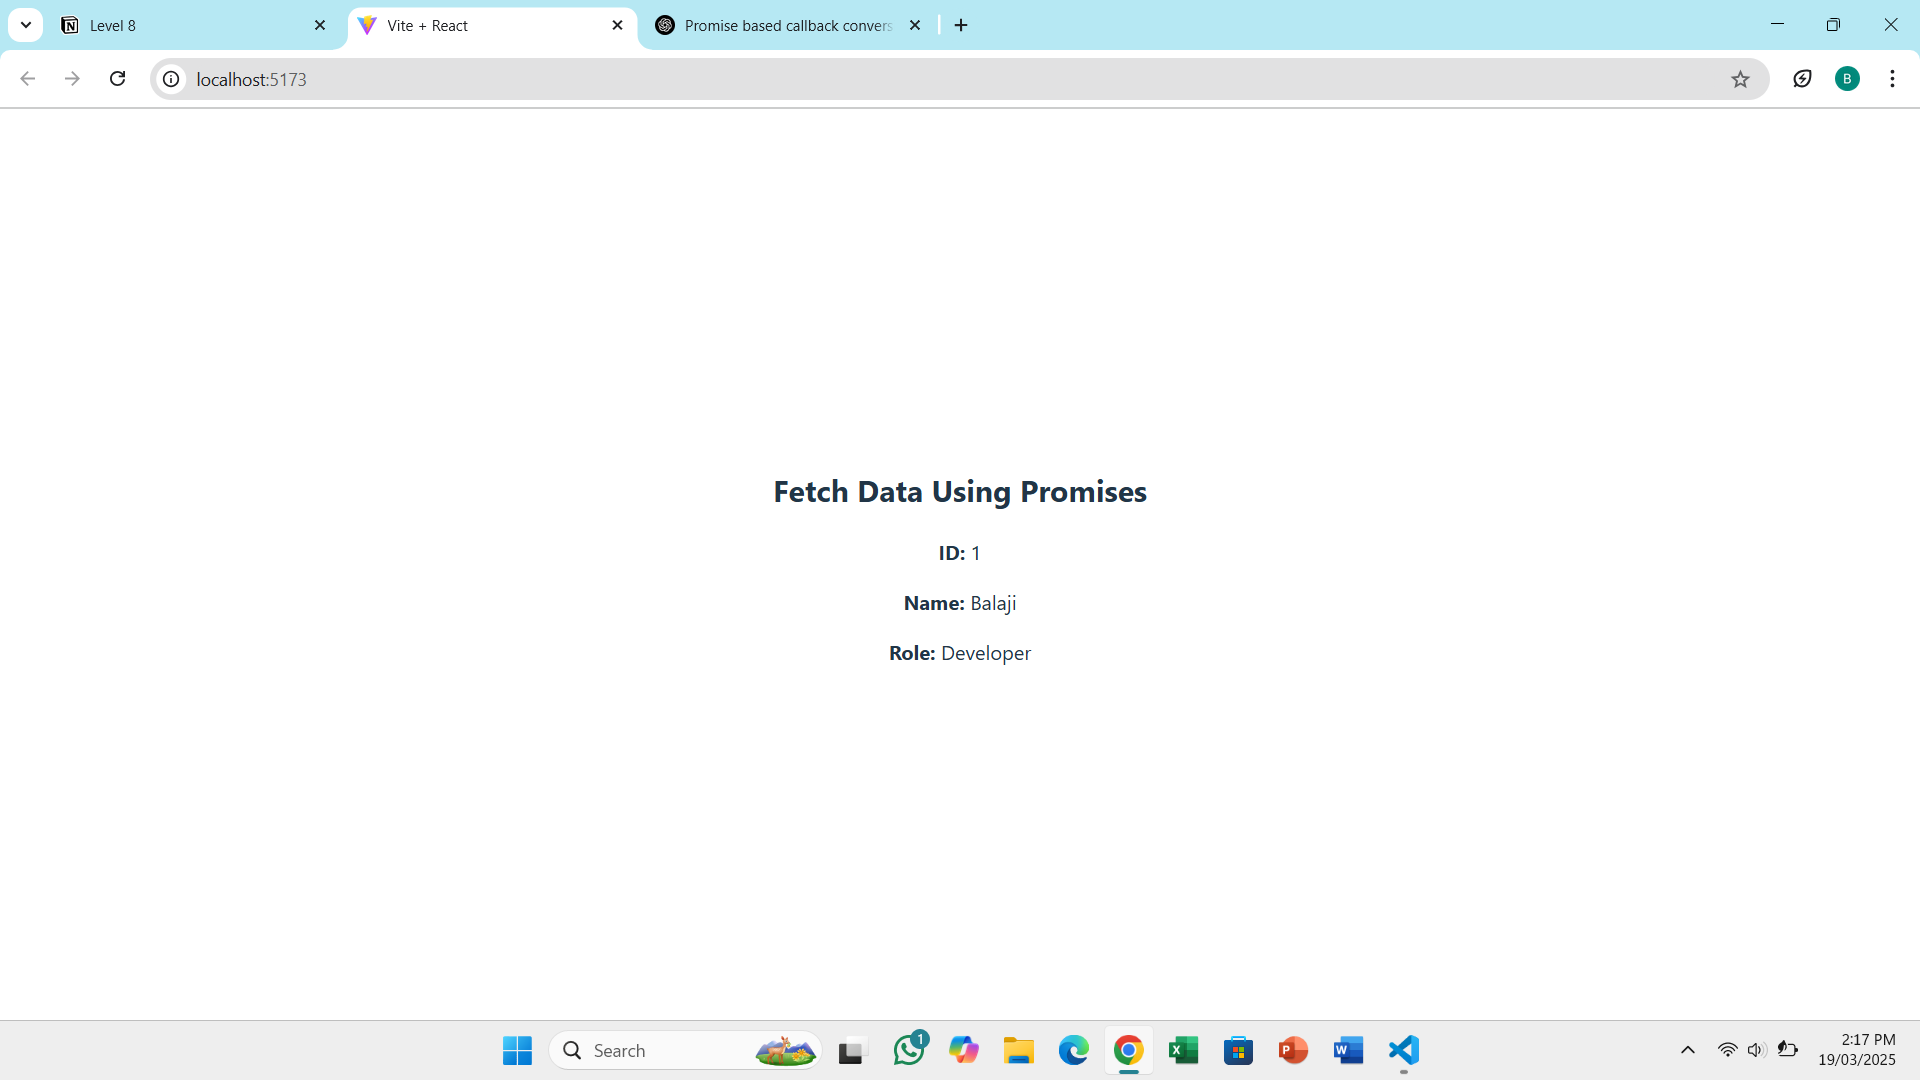 Level 8
Vite + React
Promise based callback convers
localhost:5173
B
Fetch Data Using Promises
ID: 1
Name: Balaji
Role: Developer
Search
1
2:17 PM
19/03/2025